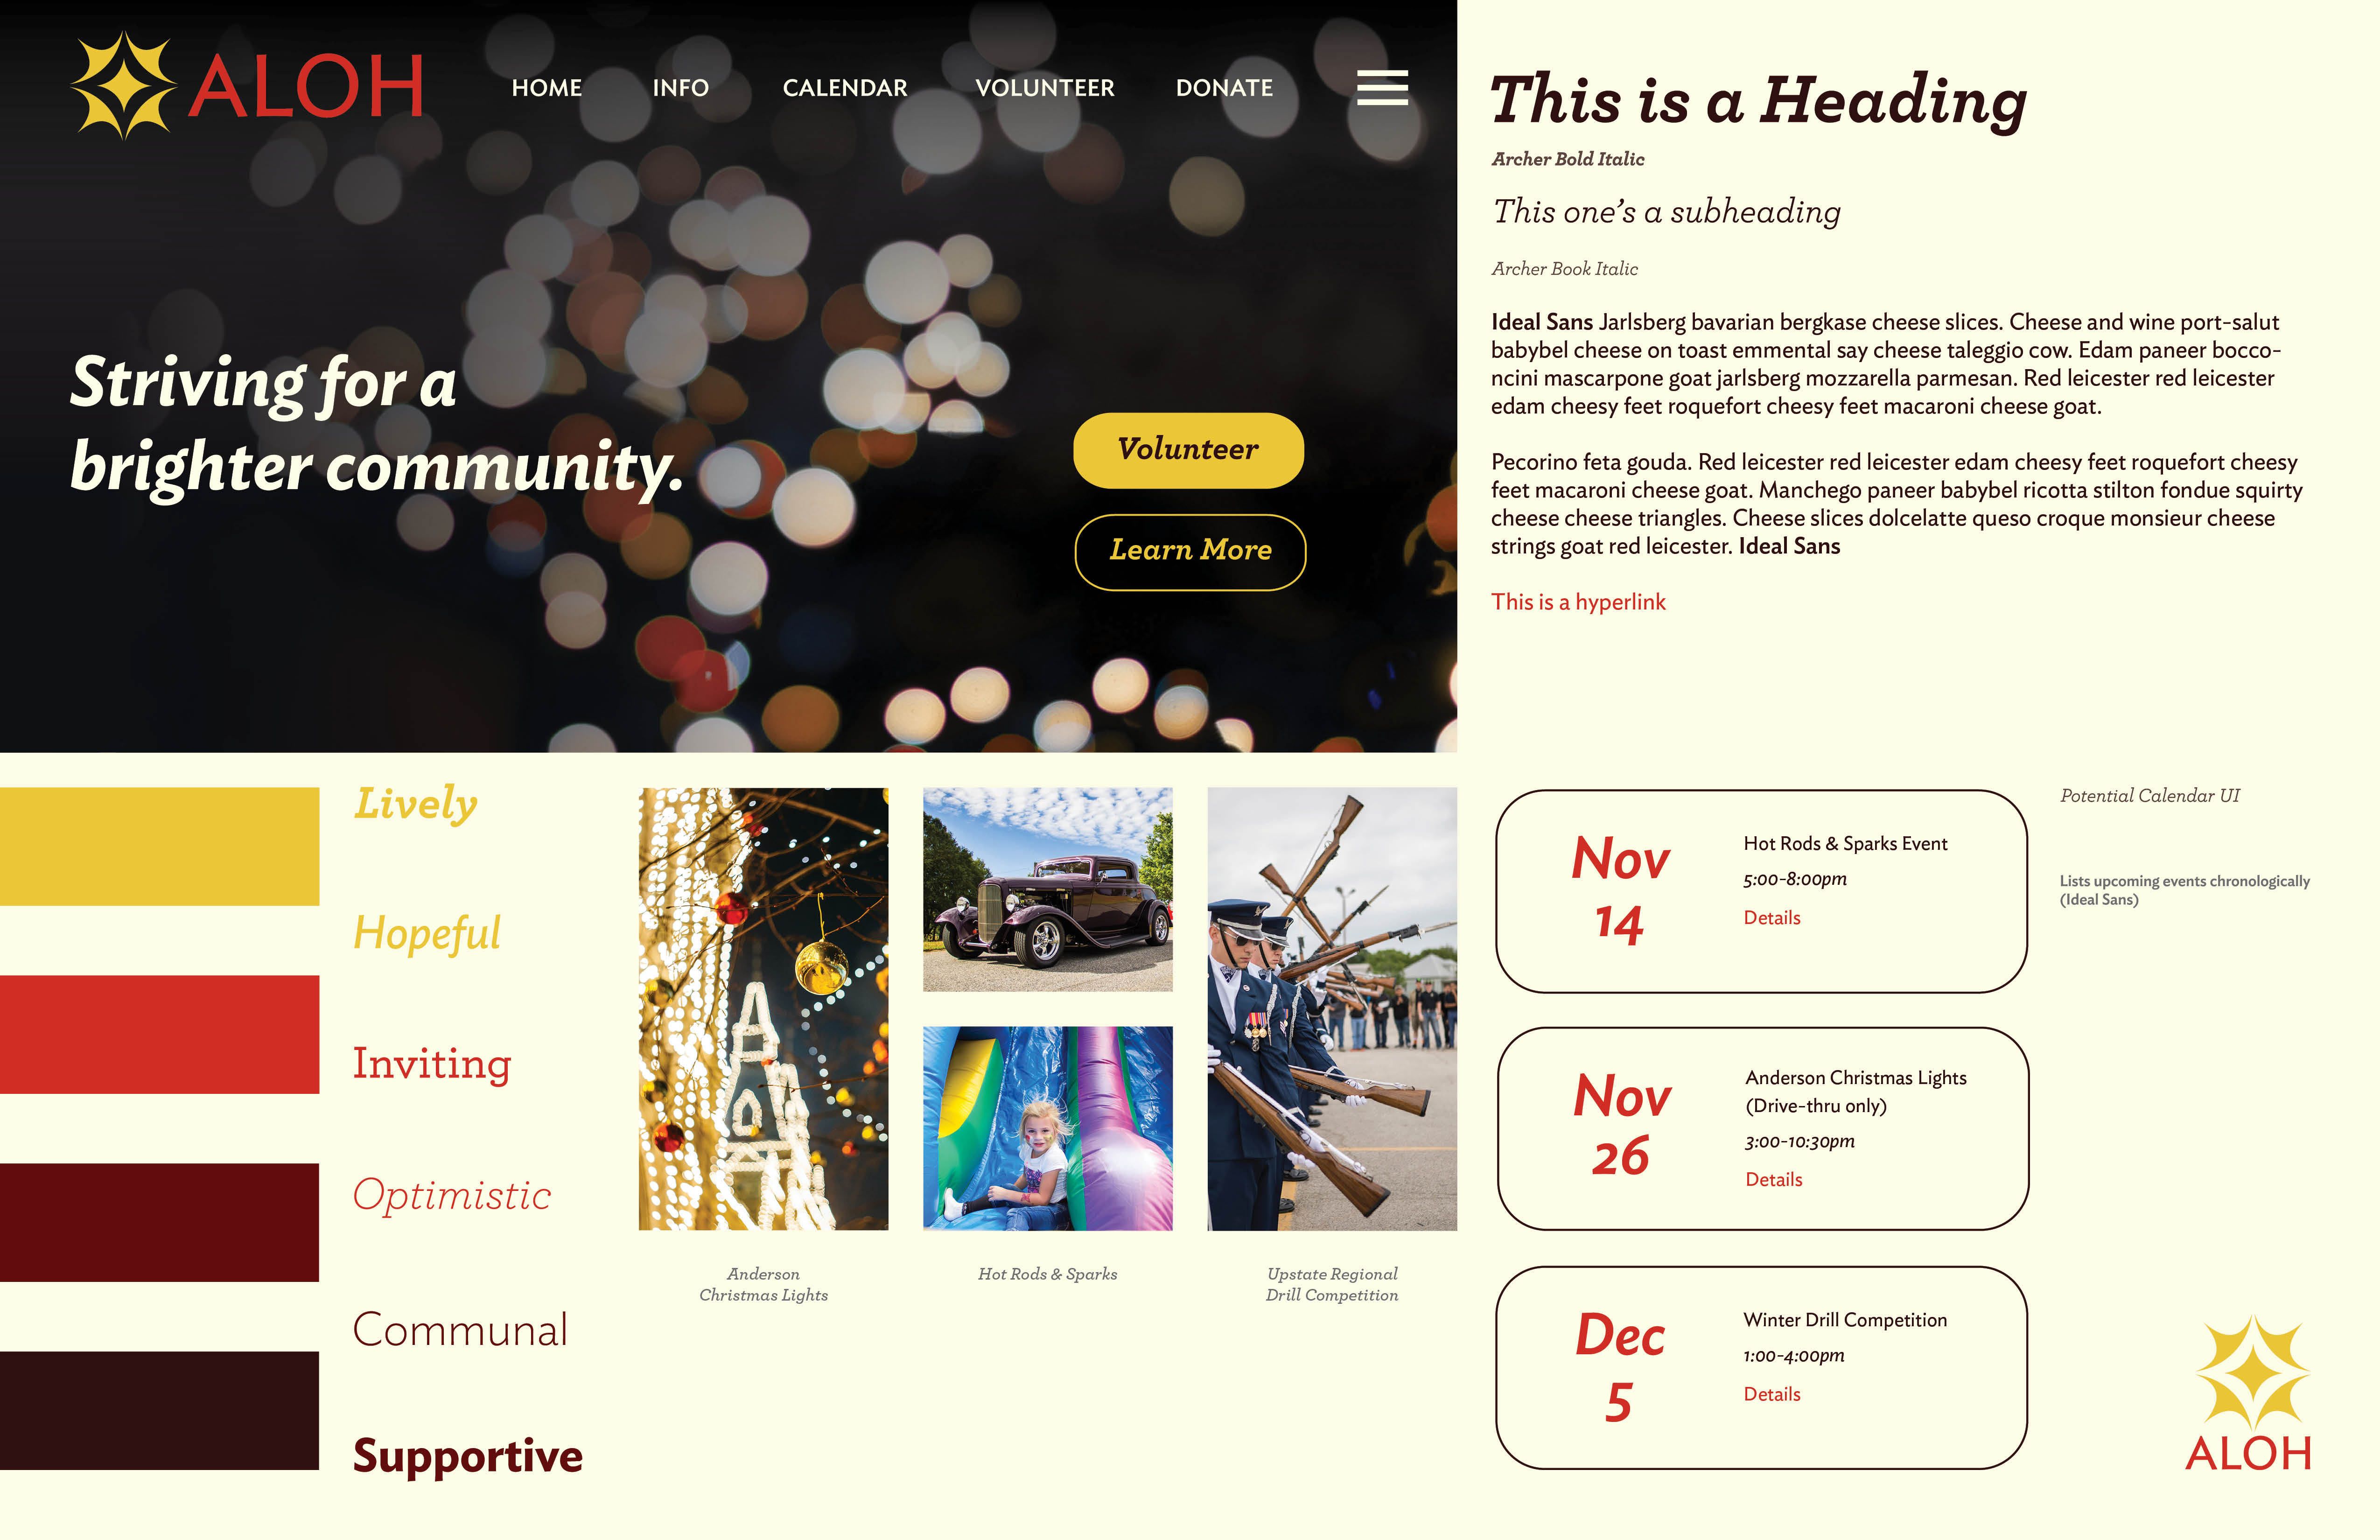 ALOH
HOME
INFO
CALENDAR
VOLUNTEER
DONATE
Striving for a
brighter community.
Volunteer
Learn More
This is a Heading
Archer Bold Italic
This one’s a subheading
Archer Book Italic
Ideal Sans Jarlsberg bavarian bergkase cheese slices. Cheese and wine port-salut
babybel cheese on toast emmental say cheese taleggio cow. Edam paneer bocco-
ncini mascarpone goat jarlsberg mozzarella parmesan. Red leicester red leicester
edam cheesy feet roquefort cheesy feet macaroni cheese goat.
Pecorino feta gouda. Red leicester red leicester edam cheesy feet roquefort cheesy
feet macaroni cheese goat. Manchego paneer babybel ricotta stilton fondue squirty
cheese cheese triangles. Cheese slices dolcelatte queso croque monsieur cheese
strings goat red leicester. Ideal Sans
This is a hyperlink
Lively
Hopeful
Inviting
Optimistic
Communal
Supportive
Anderson
Christmas Lights
Hot Rods & Sparks
Upstate Regional
Drill Competition
Nov
14
Hot Rods & Sparks Event
5:00-8:00pm
Details
Nov
26
Anderson Christmas Lights
(Drive-thru only)
3:00-10:30pm
Details
Dec
5
Winter Drill Competition
1:00-4:00pm
Details
Potential Calendar UI
Lists upcoming events chronologically
(Ideal Sans)
ALOH